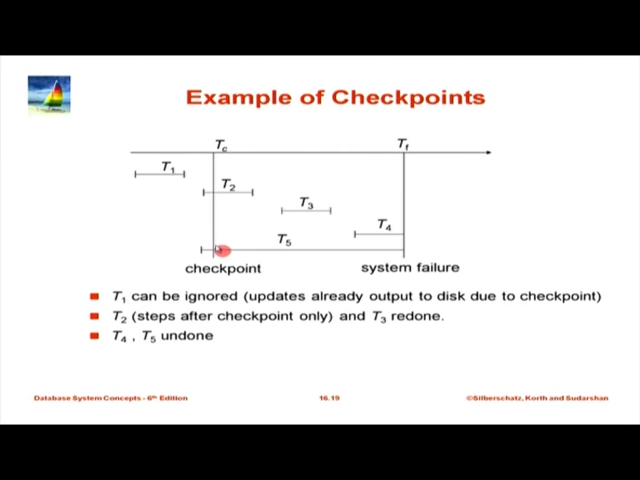 Example of Checkpoints
Tc
Tf
T1
T2
T3
T4
T5
checkpoint
system failure
T1 can be ignored (updates already output to disk due to checkpoint)
T2 (steps after checkpoint only) and T3 redone.
T4 , T5 undone
Database System Concepts - 6th Edition
16.19
©Silberschatz, Korth and Sudarshan